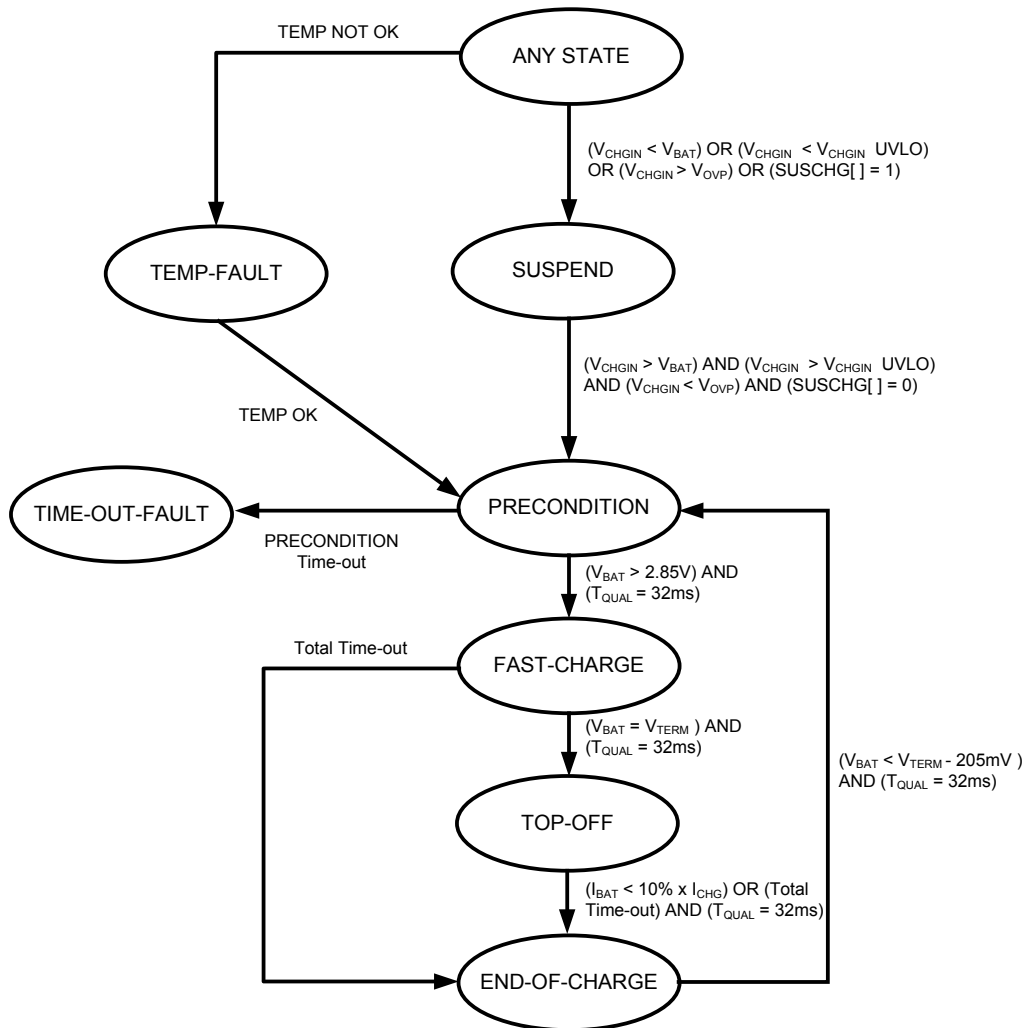 TEMP NOT OK
ANY STATE
(VCHGIN < VBAT) OR (VCHGIN < VCHGIN UVLO)
OR (VCHGIN > VOVP) OR (SUSCHG[ ] = 1)
TEMP-FAULT
SUSPEND
(VCHGIN > VBAT) AND (VCHGIN > VCHGIN UVLO)
AND (VCHGIN < VOVP) AND (SUSCHG[ ] = 0)
TEMP OK
TIME-OUT-FAULT
PRECONDITION
PRECONDITION
Time-out
(VBAT > 2.85V) AND
(TQUAL = 32ms)
Total Time-out
FAST-CHARGE
(VBAT = VTERM ) AND
(TQUAL = 32ms)
(VBAT < VTERM - 205mV )
AND (TQUAL = 32ms)
TOP-OFF
(IBAT < 10% x ICHG) OR (Total
Time-out) AND (TQUAL = 32ms)
END-OF-CHARGE